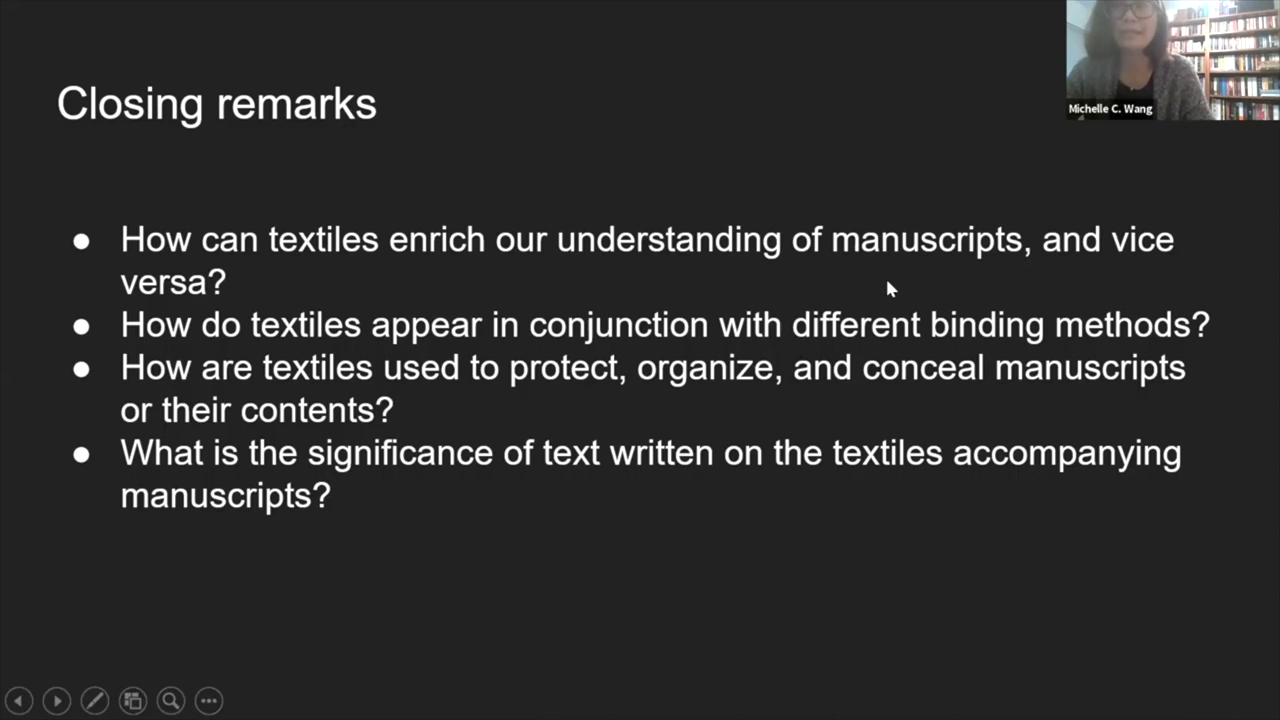 Michelle C. Wang
Closing remarks
● How can textiles enrich our understanding of manuscripts, and vice
versa?
● How do textiles appear in conjunction with different binding methods?
● How are textiles used to protect, organize, and conceal manuscripts
or their contents?
● What is the significance of text written on the textiles accompanying
manuscripts?